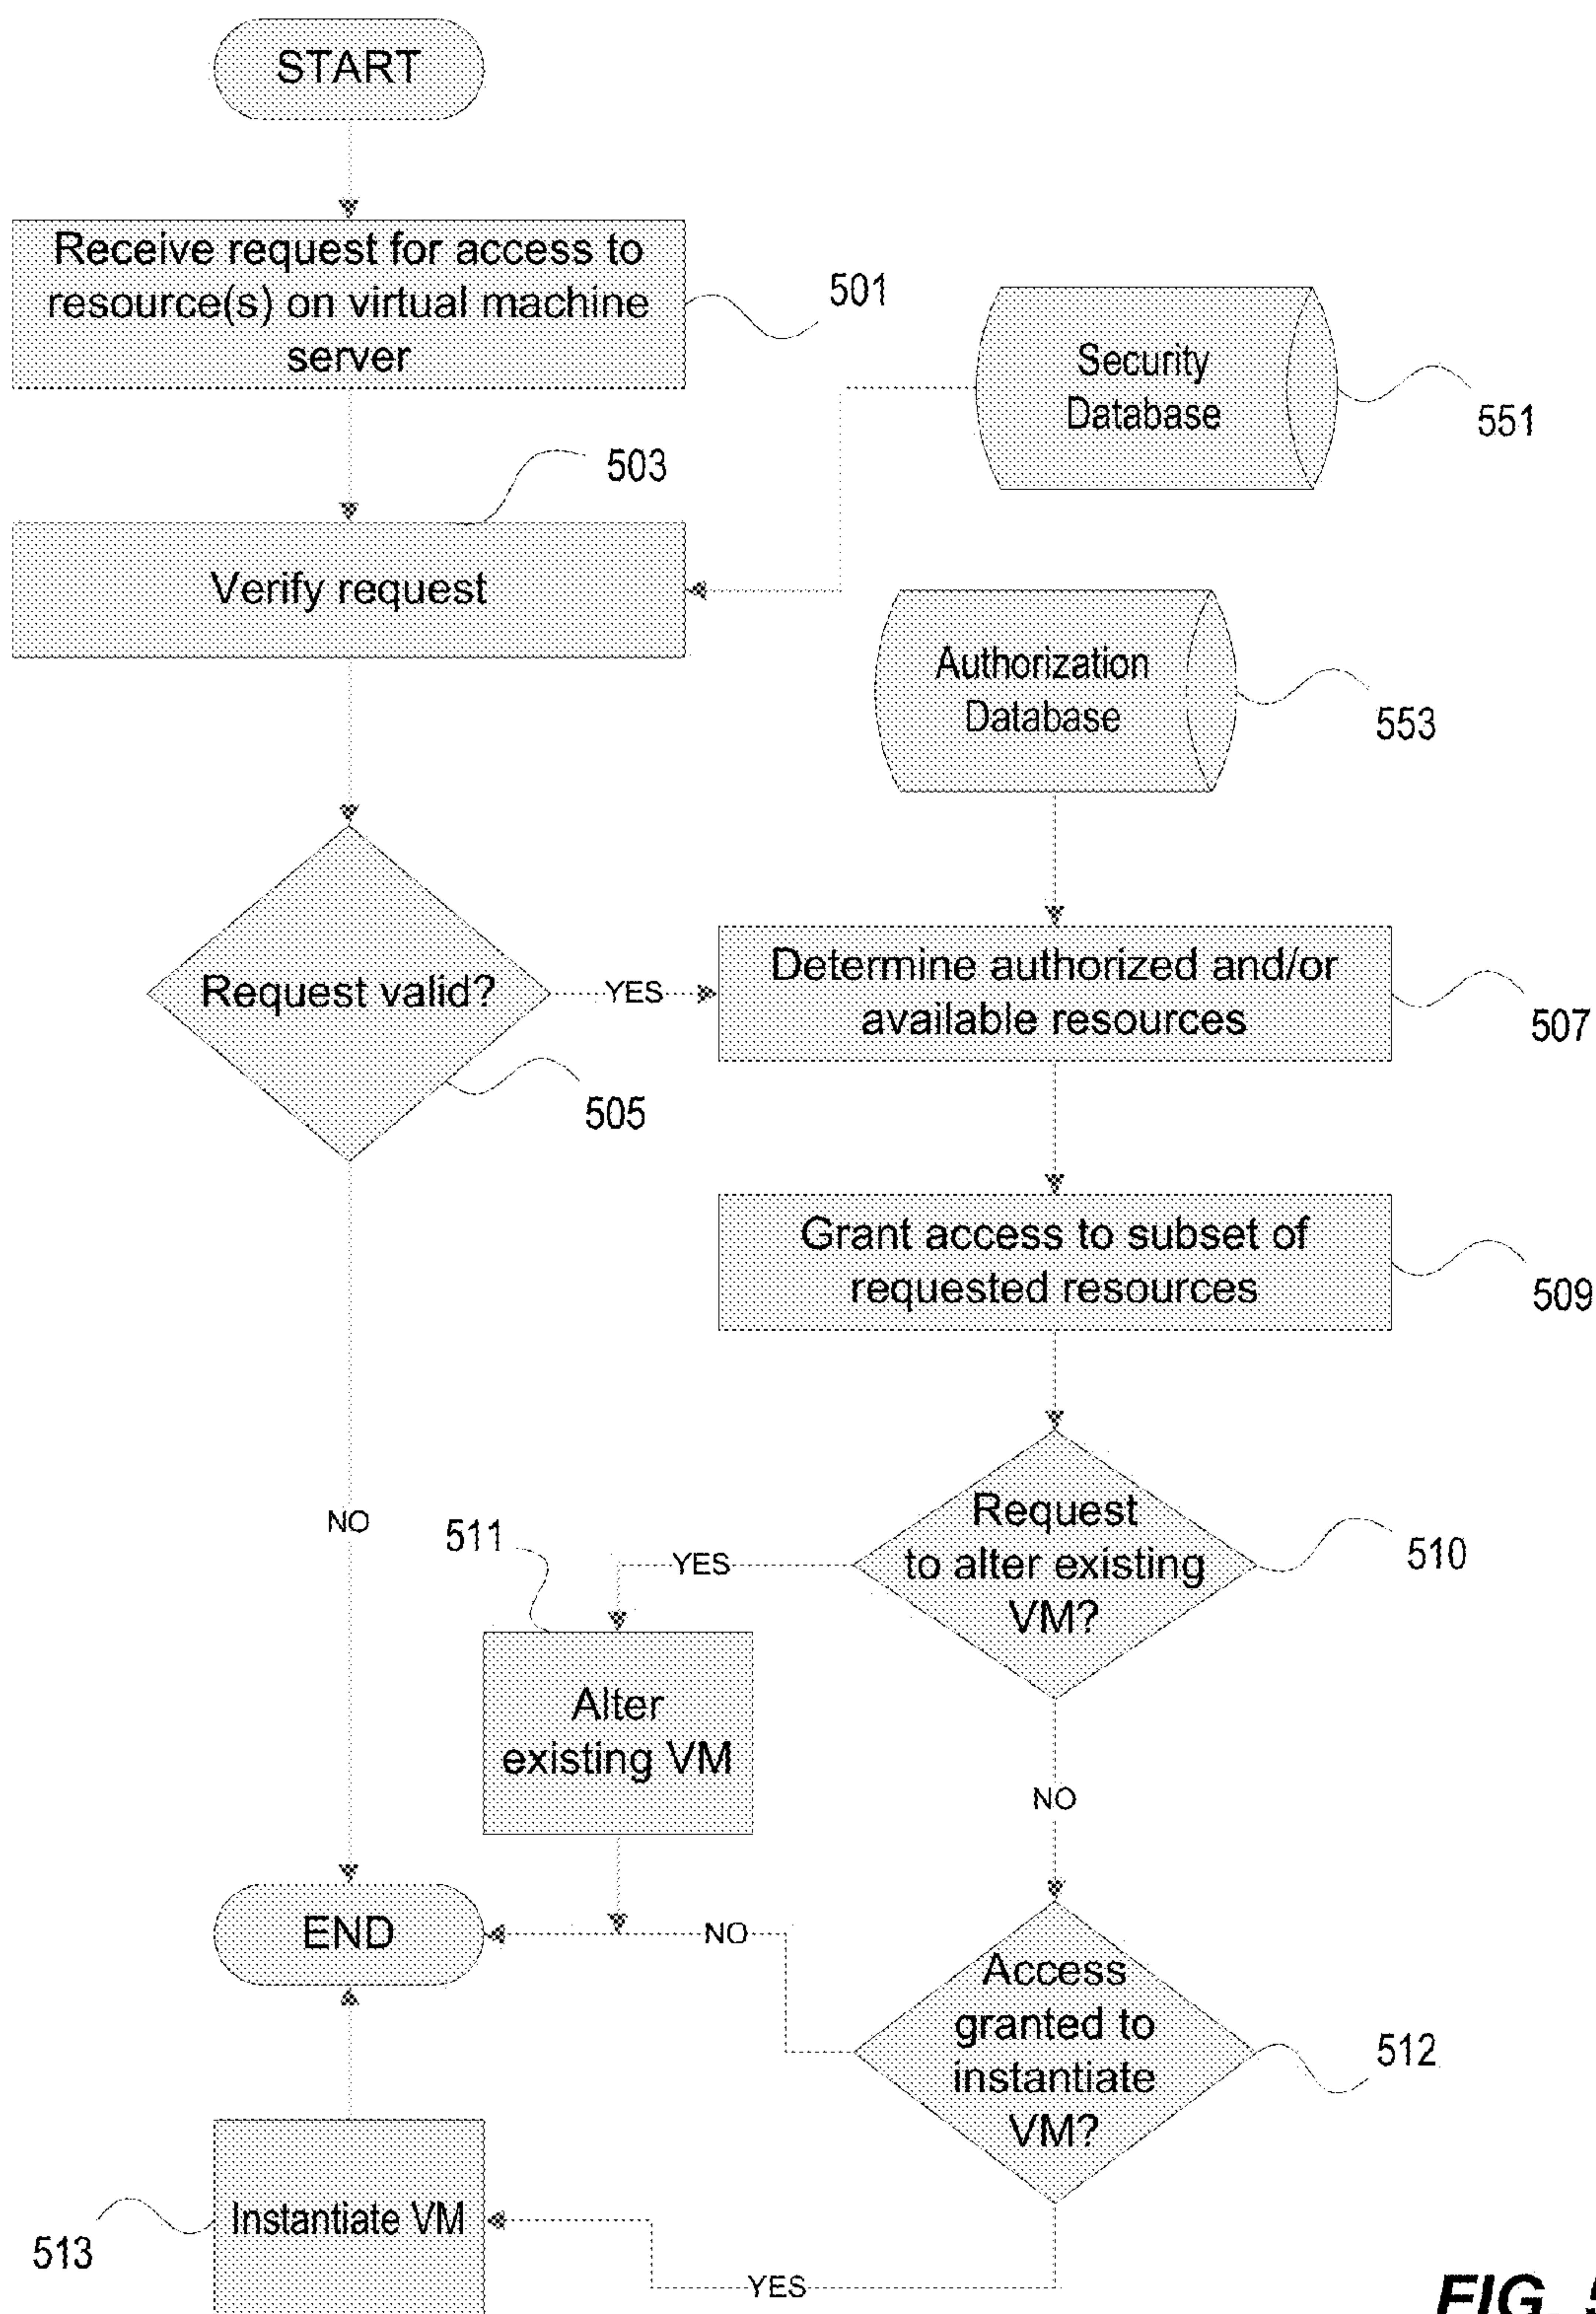 START
Receive request for access to
resource(s) on virtual machine
server
501
Security
Database
551
503
Verify request
Authorization
Database
553
Request valid?
YES
Determine authorized and/or
available resources
507
505
Grant access to subset of
requested resources
509
NO
511
YES
Request
to alter existing
VM?
510
Alter
existing VM
NO
END
NO
Access
granted to
instantiate
VM?
512
Instantiate VM
513
YES
FIG. 5